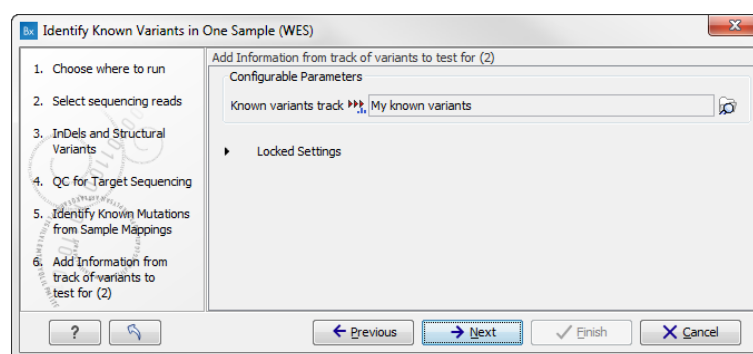 Bx Identify Known Variants in One Sample (WES)
1. Choose where to run
2. Select sequencing reads
3. InDels and Structural
Variants
4. QC for Target Sequencing
5. Identify Known Mutations
from Sample Mappings
6. Add Information from
track of variants to
test for (2)
Add Information from track of variants to test for (2)
Configurable Parameters
Known variants track My known variants
Locked Settings
? Previous Next Finish Cancel